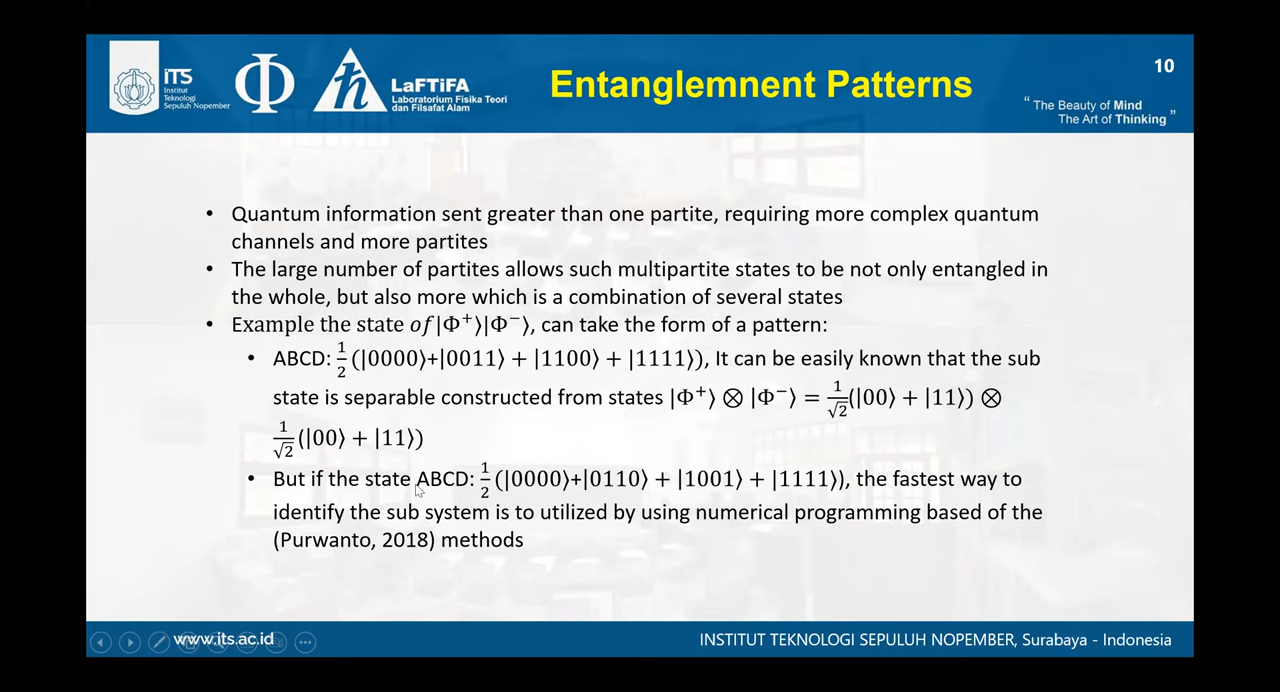 iTS
Institut
Teknologi
Sepuluh Nopember
Φ
ℏ
LaFTiFA
Laboratorium Fisika Teori
dan Filsafat Alam
Entanglemnent Patterns
10
“ The Beauty of Mind
The Art of Thinking ”
• Quantum information sent greater than one partite, requiring more complex quantum
channels and more partites
• The large number of partites allows such multipartite states to be not only entangled in
the whole, but also more which is a combination of several states
• Example the state of|Φ⁺⟩|Φ⁻⟩, can take the form of a pattern:
• ABCD: 1/2 (|0000⟩+|0011⟩ + |1100⟩ + |1111⟩), It can be easily known that the sub
state is separable constructed from states |Φ⁺⟩ ⊗ |Φ⁻⟩ = 1/√2 (|00⟩ + |11⟩) ⊗
1/√2 (|00⟩ + |11⟩)
• But if the state ABCD: 1/2 (|0000⟩+|0110⟩ + |1001⟩ + |1111⟩), the fastest way to
identify the sub system is to utilized by using numerical programming based of the
(Purwanto, 2018) methods
www.its.ac.id
INSTITUT TEKNOLOGI SEPULUH NOPEMBER, Surabaya - Indonesia